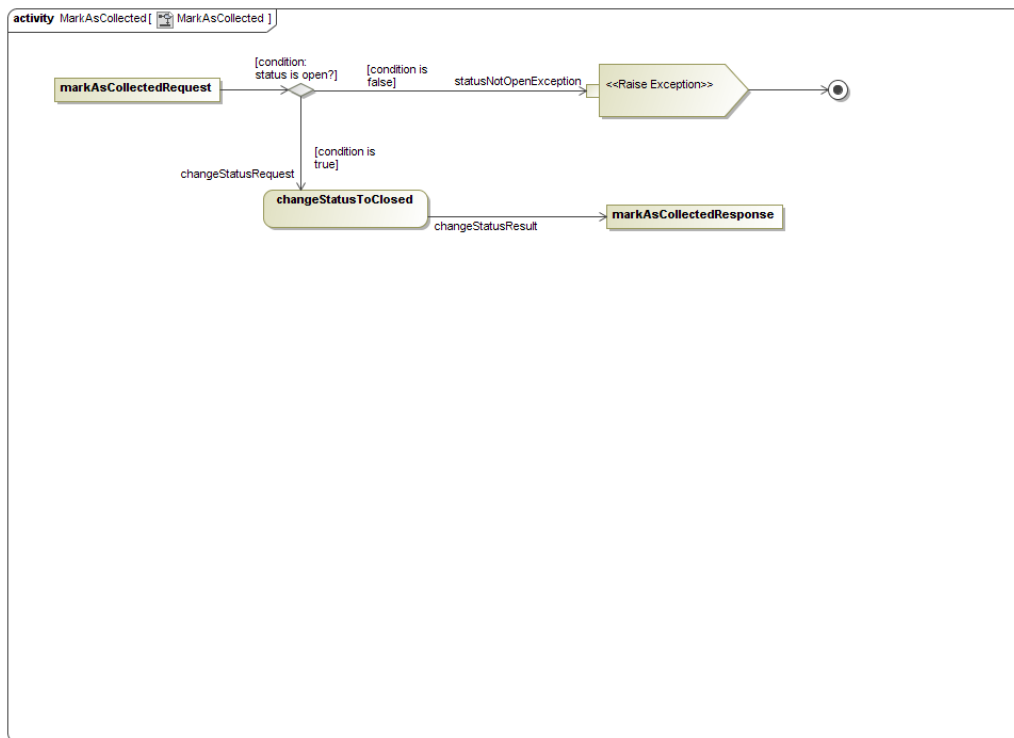 activity MarkAsCollected [ MarkAsCollected ]
[condition:
status is open?]
[condition is
false]
statusNotOpenException
<<Raise Exception>>
markAsCollectedRequest
[condition is
true]
changeStatusRequest
changeStatusToClosed
changeStatusResult
markAsCollectedResponse